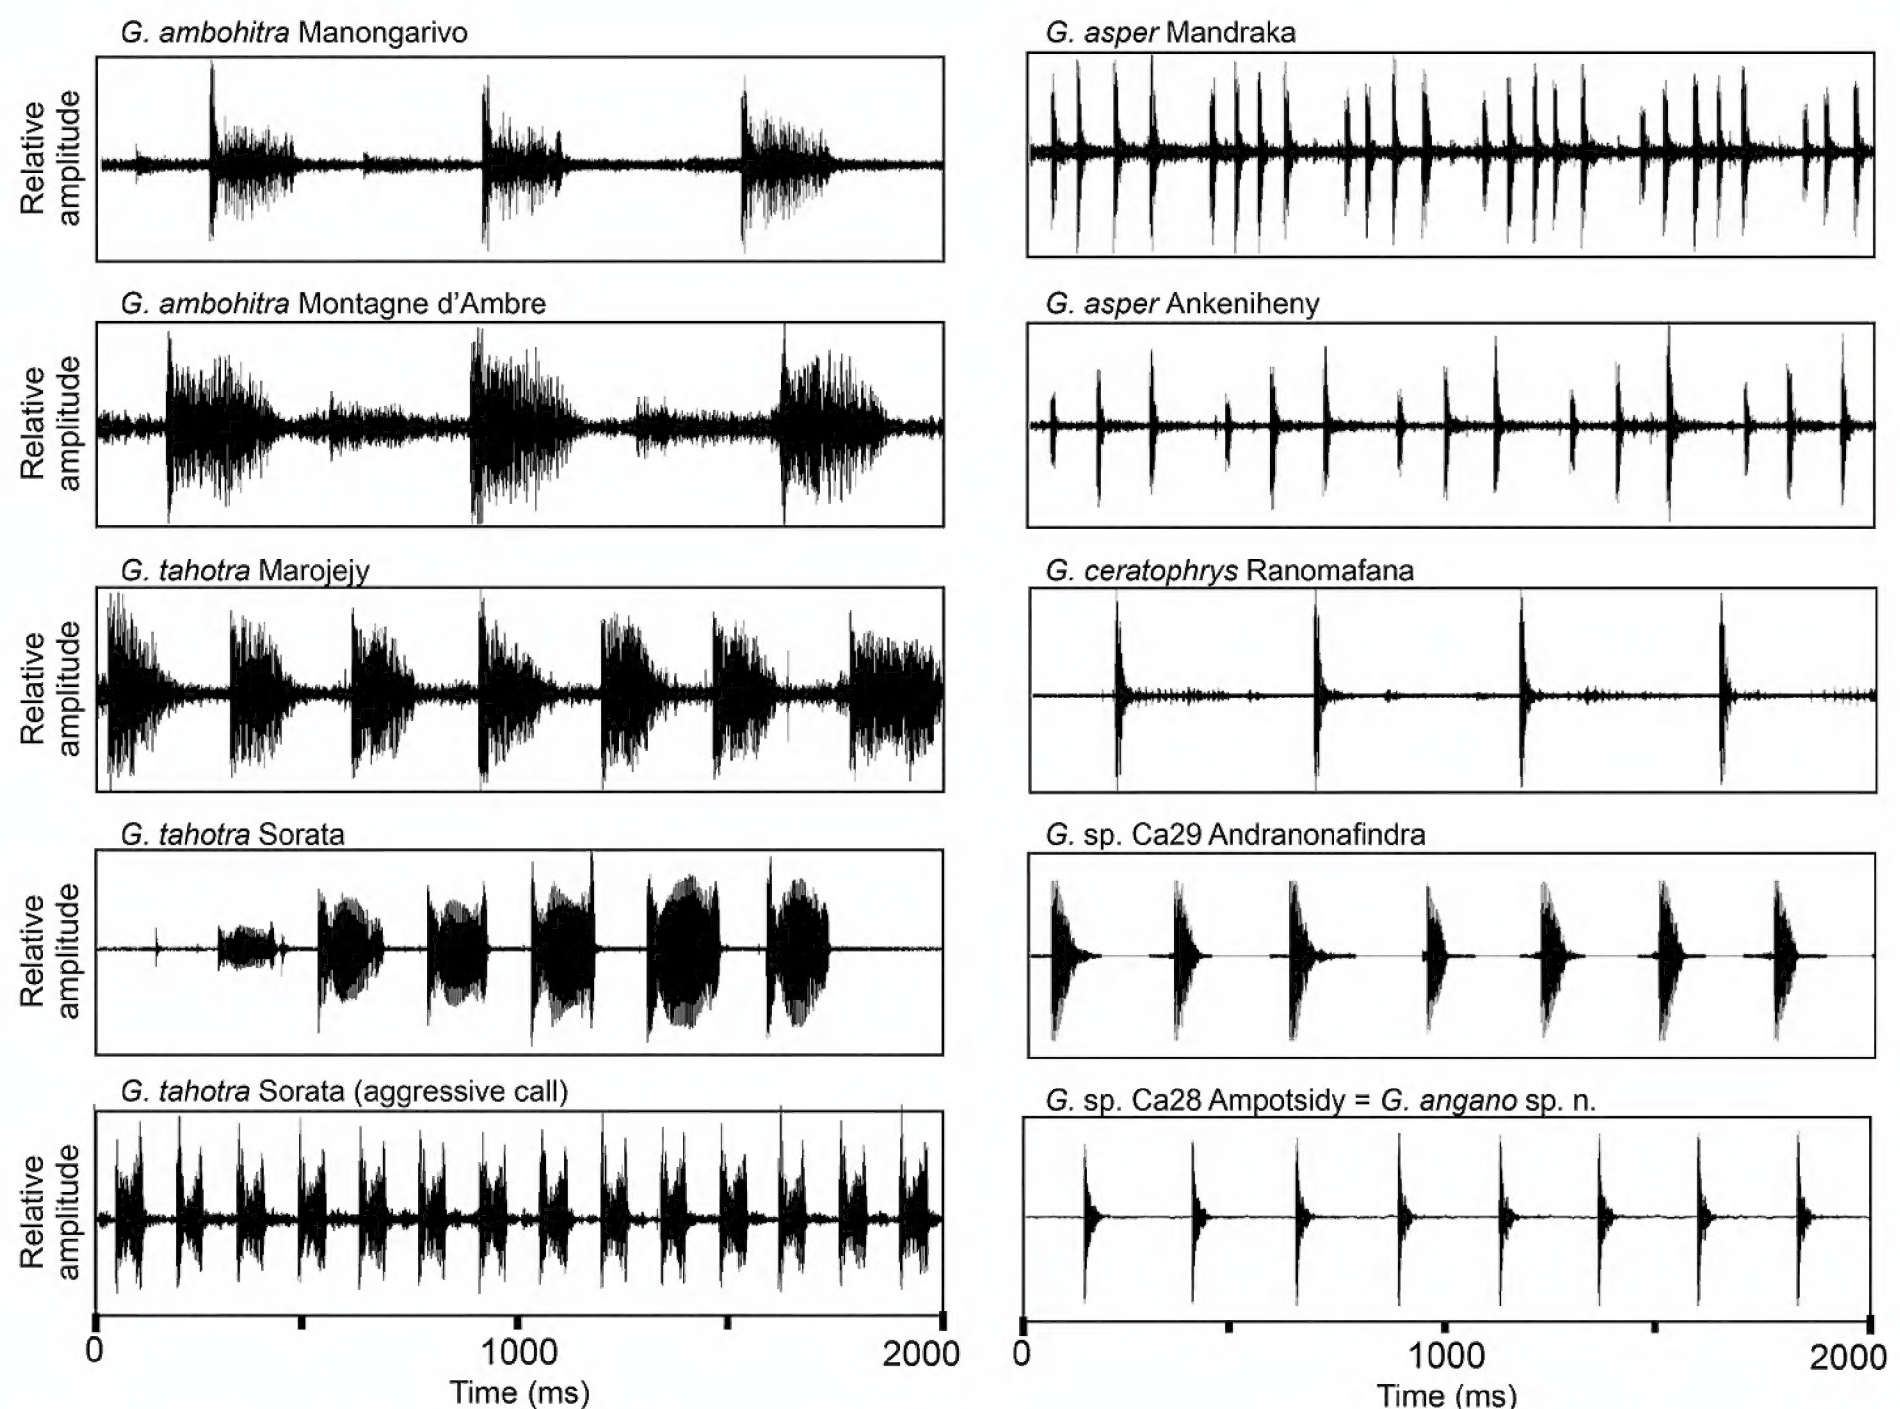 G. ambohitra Manongarivo
Relative
amplitude
G. ambohitra Montagne d'Ambre
Relative
amplitude
G. tahotra Marojejy
Relative
amplitude
G. tahotra Sorata
Relative
amplitude
G. tahotra Sorata (aggressive call)
Relative
amplitude
0 1000 2000
Time (ms)
G. asper Mandraka
G. asper Ankeniheny
G. ceratophrys Ranomafana
G. sp. Ca29 Andranonafindra
G. sp. Ca28 Ampotsidy = G. angano sp. n.
0 1000 2000
Time (ms)